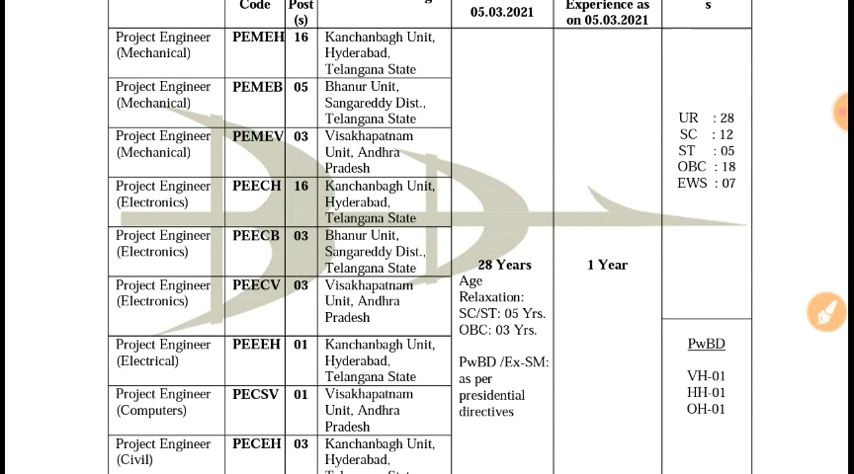 Code
Post
(s)
05.03.2021
Experience as
on 05.03.2021
s
Project Engineer
(Mechanical)
PEMEH
16
Kanchanbagh Unit,
Hyderabad,
Telangana State
Project Engineer
(Mechanical)
PEMEB
05
Bhanur Unit,
Sangareddy Dist.,
Telangana State
Project Engineer
(Mechanical)
PEMEV
03
Visakhapatnam
Unit, Andhra
Pradesh
Project Engineer
(Electronics)
PEECH
16
Kanchanbagh Unit,
Hyderabad,
Telangana State
Project Engineer
(Electronics)
PEECB
03
Bhanur Unit,
Sangareddy Dist.,
Telangana State
Project Engineer
(Electronics)
PEECV
03
Visakhapatnam
Unit, Andhra
Pradesh
Project Engineer
(Electrical)
PEEEH
01
Kanchanbagh Unit,
Hyderabad,
Telangana State
Project Engineer
(Computers)
PECSV
01
Visakhapatnam
Unit, Andhra
Pradesh
Project Engineer
(Civil)
PECEH
03
Kanchanbagh Unit,
Hyderabad,
28 Years
Age
Relaxation:
SC/ST: 05 Yrs.
OBC: 03 Yrs.
PwBD /Ex-SM:
as per
presidential
directives
1 Year
UR : 28
SC : 12
ST : 05
OBC : 18
EWS : 07
PwBD
VH-01
HH-01
OH-01